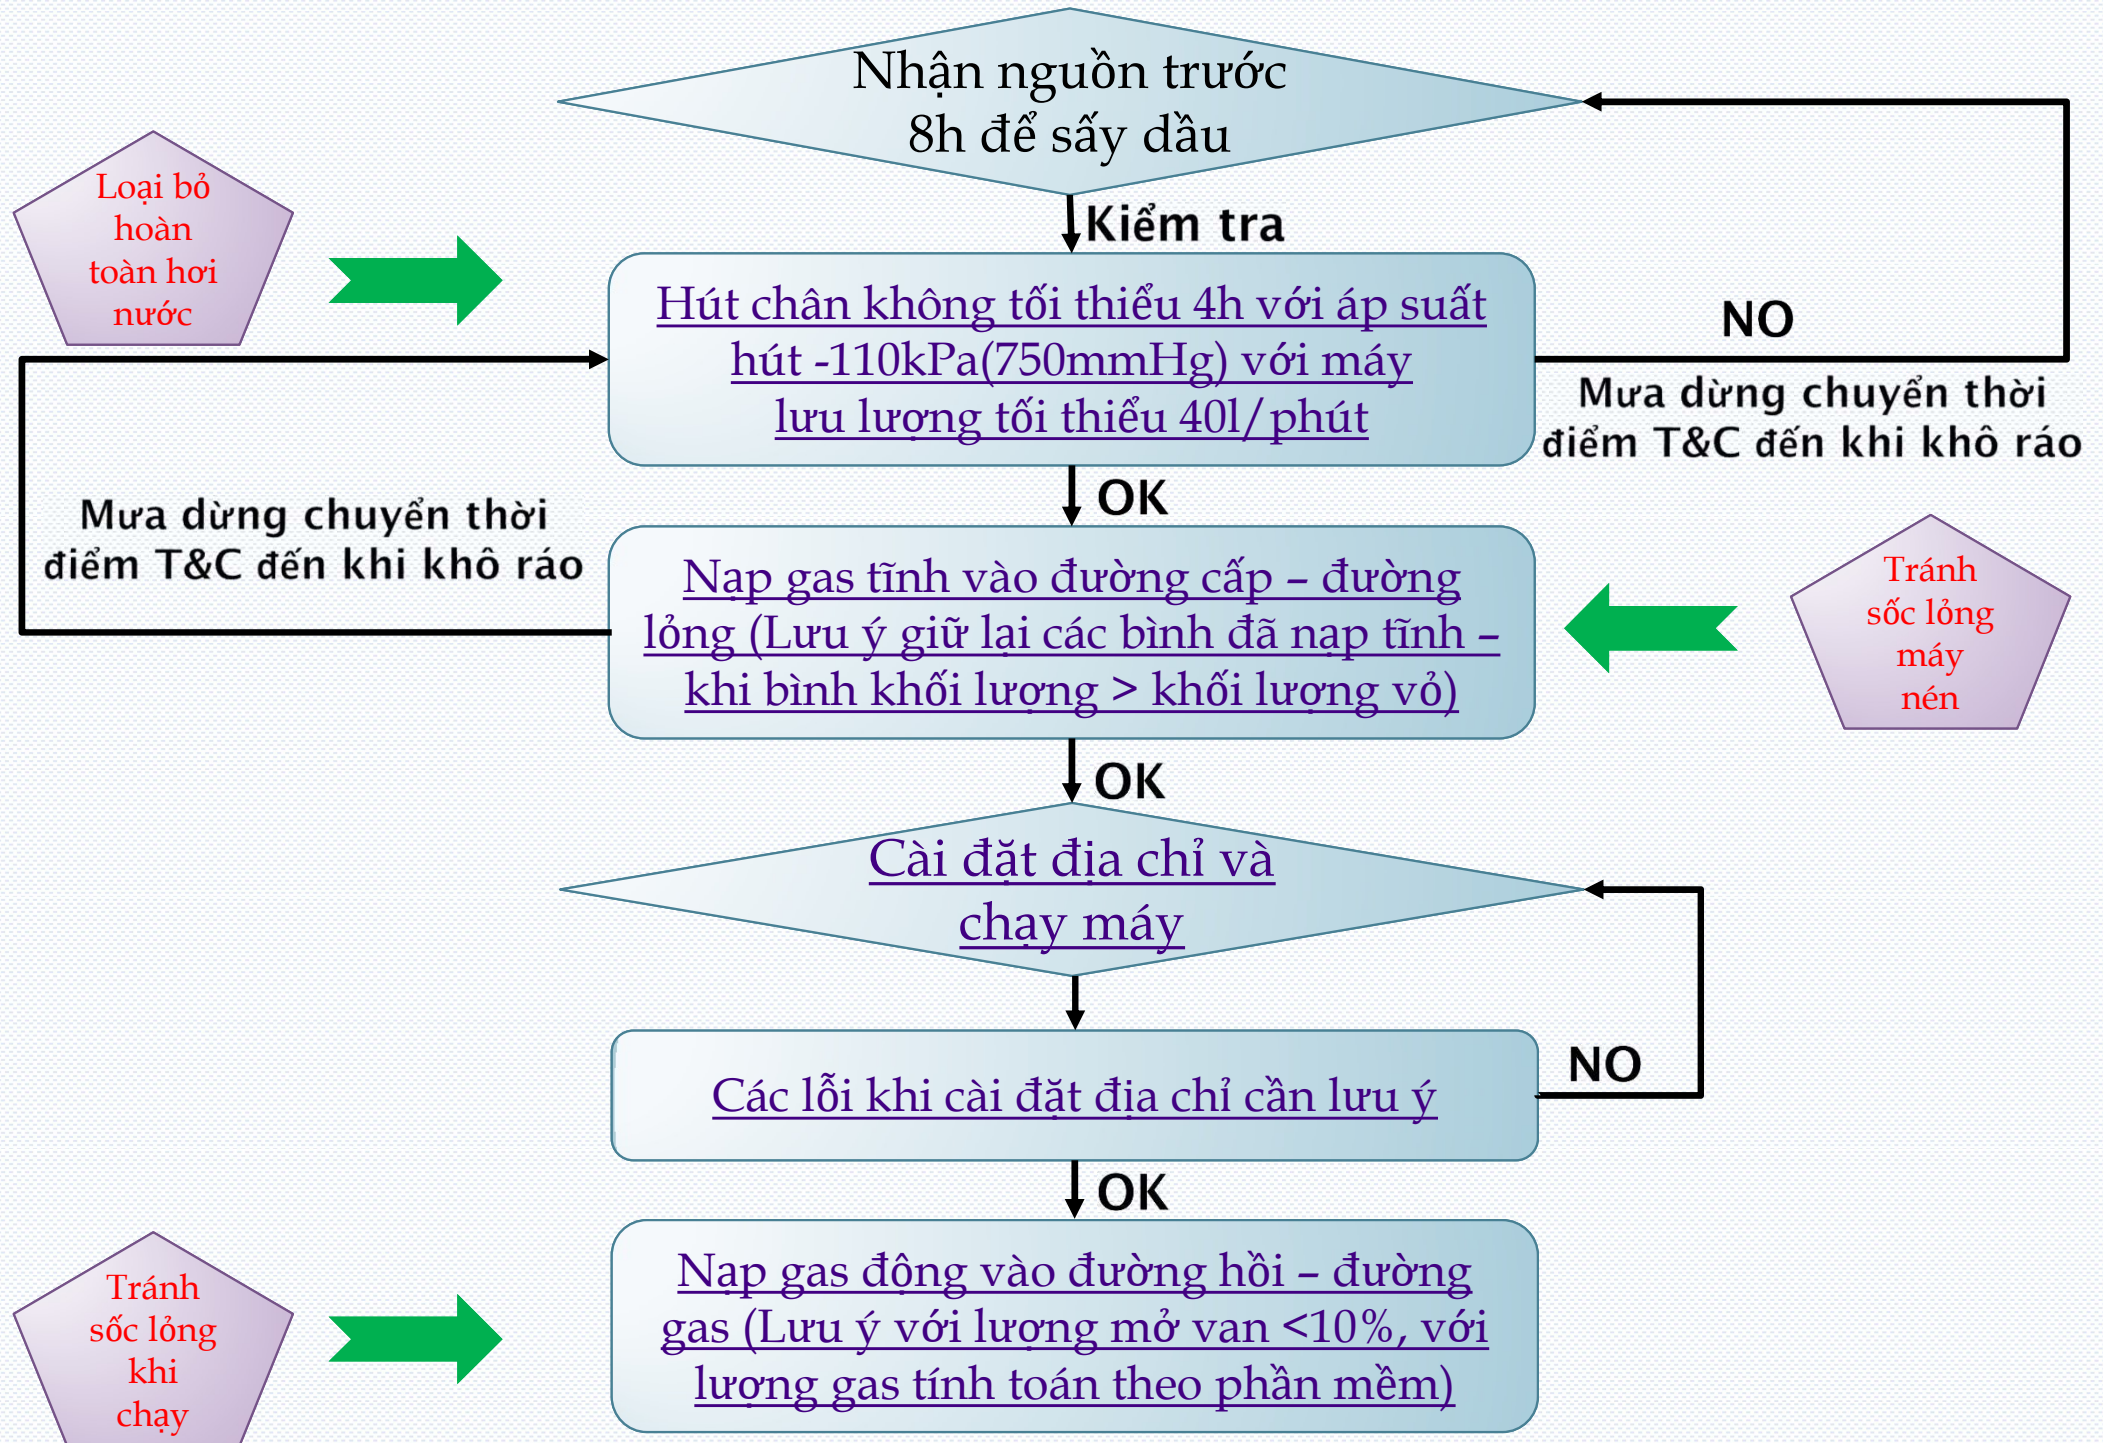 Nhận nguồn trước
8h để sấy dầu
Loại bỏ
hoàn
toàn hơi
nước
Kiểm tra
Hút chân không tối thiểu 4h với áp suất
hút -110kPa(750mmHg) với máy
lưu lượng tối thiểu 40l/phút
NO
Mưa dừng chuyển thời
điểm T&C đến khi khô ráo
OK
Mưa dừng chuyển thời
điểm T&C đến khi khô ráo
Nạp gas tĩnh vào đường cấp – đường
lỏng (Lưu ý giữ lại các bình đã nạp tĩnh –
khi bình khối lượng > khối lượng vỏ)
Tránh
sốc lỏng
máy
nén
OK
Cài đặt địa chỉ và
chạy máy
Các lỗi khi cài đặt địa chỉ cần lưu ý
NO
OK
Tránh
sốc lỏng
khi
chạy
Nạp gas động vào đường hồi – đường
gas (Lưu ý với lượng mở van <10%, với
lượng gas tính toán theo phần mềm)